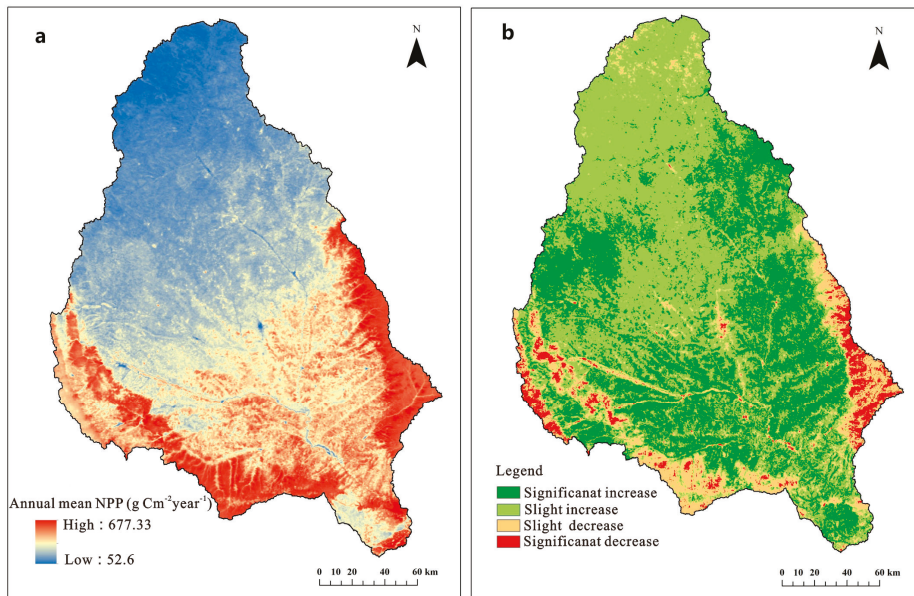 a
N
Annual mean NPP (g Cm⁻²year⁻¹)
High : 677.33
Low : 52.6
0 10 20 40 60 km
b
N
Legend
Significanat increase
Slight increase
Slight decrease
Significanat decrease
0 10 20 40 60 km